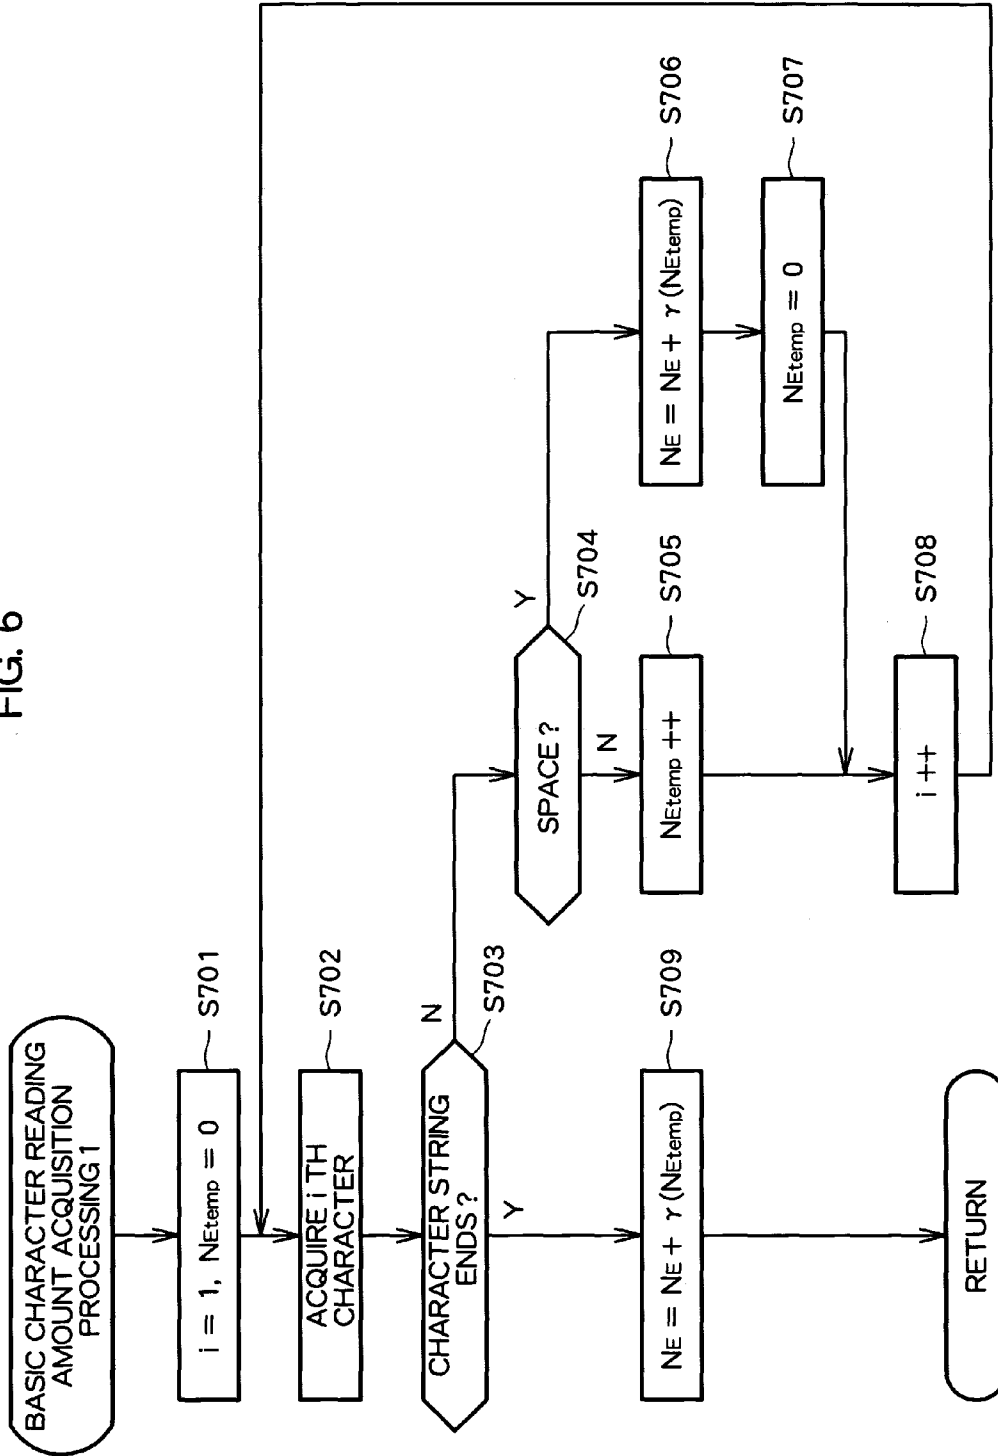 FIG. 6
BASIC CHARACTER READING
AMOUNT ACQUISITION
PROCESSING 1
i = 1, NEtemp = 0
S701
ACQUIRE i TH
CHARACTER
S702
CHARACTER STRING
ENDS?
S703
N
Y
SPACE?
S704
Y
N
NEtemp ++
S705
NE = NE + γ (NEtemp)
S706
NEtemp = 0
S707
i ++
S708
NE = NE + γ (NEtemp)
S709
RETURN